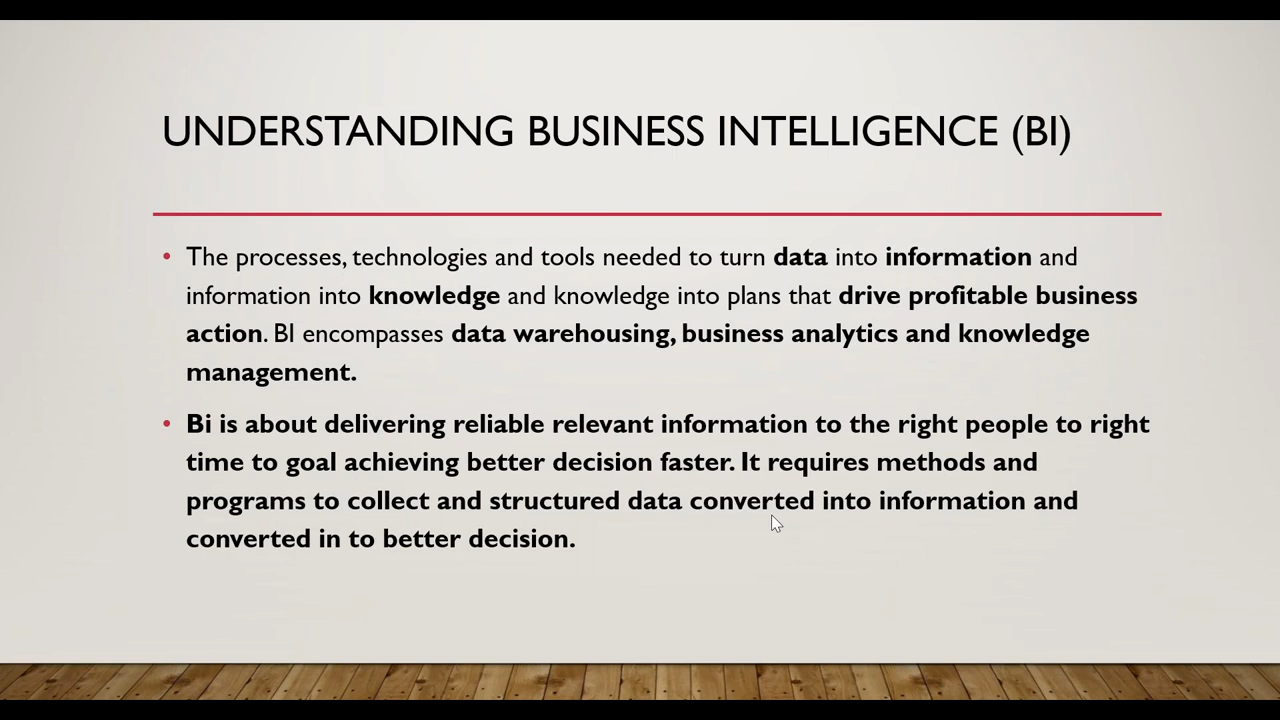 UNDERSTANDING BUSINESS INTELLIGENCE (BI)
• The processes, technologies and tools needed to turn data into information and
information into knowledge and knowledge into plans that drive profitable business
action. BI encompasses data warehousing, business analytics and knowledge
management.
• Bi is about delivering reliable relevant information to the right people to right
time to goal achieving better decision faster. It requires methods and
programs to collect and structured data converted into information and
converted in to better decision.